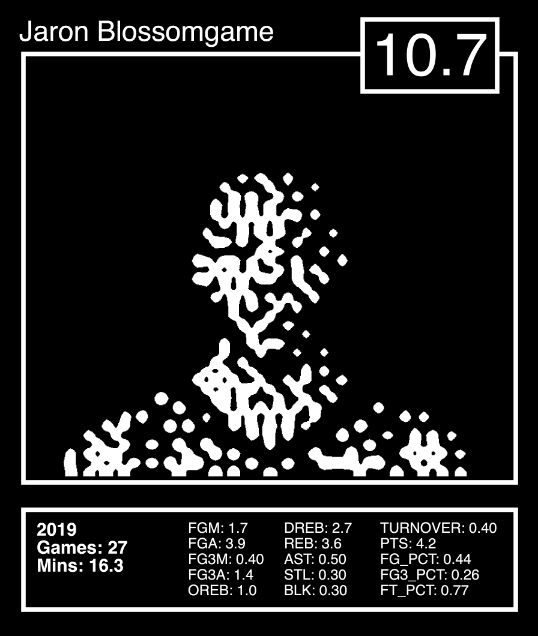 Jaron Blossomgame
10.7
2019
Games: 27
Mins: 16.3
FGM: 1.7
FGA: 3.9
FG3M: 0.40
FG3A: 1.4
OREB: 1.0
DREB: 2.7
REB: 3.6
AST: 0.50
STL: 0.30
BLK: 0.30
TURNOVER: 0.40
PTS: 4.2
FG_PCT: 0.44
FG3_PCT: 0.26
FT_PCT: 0.77